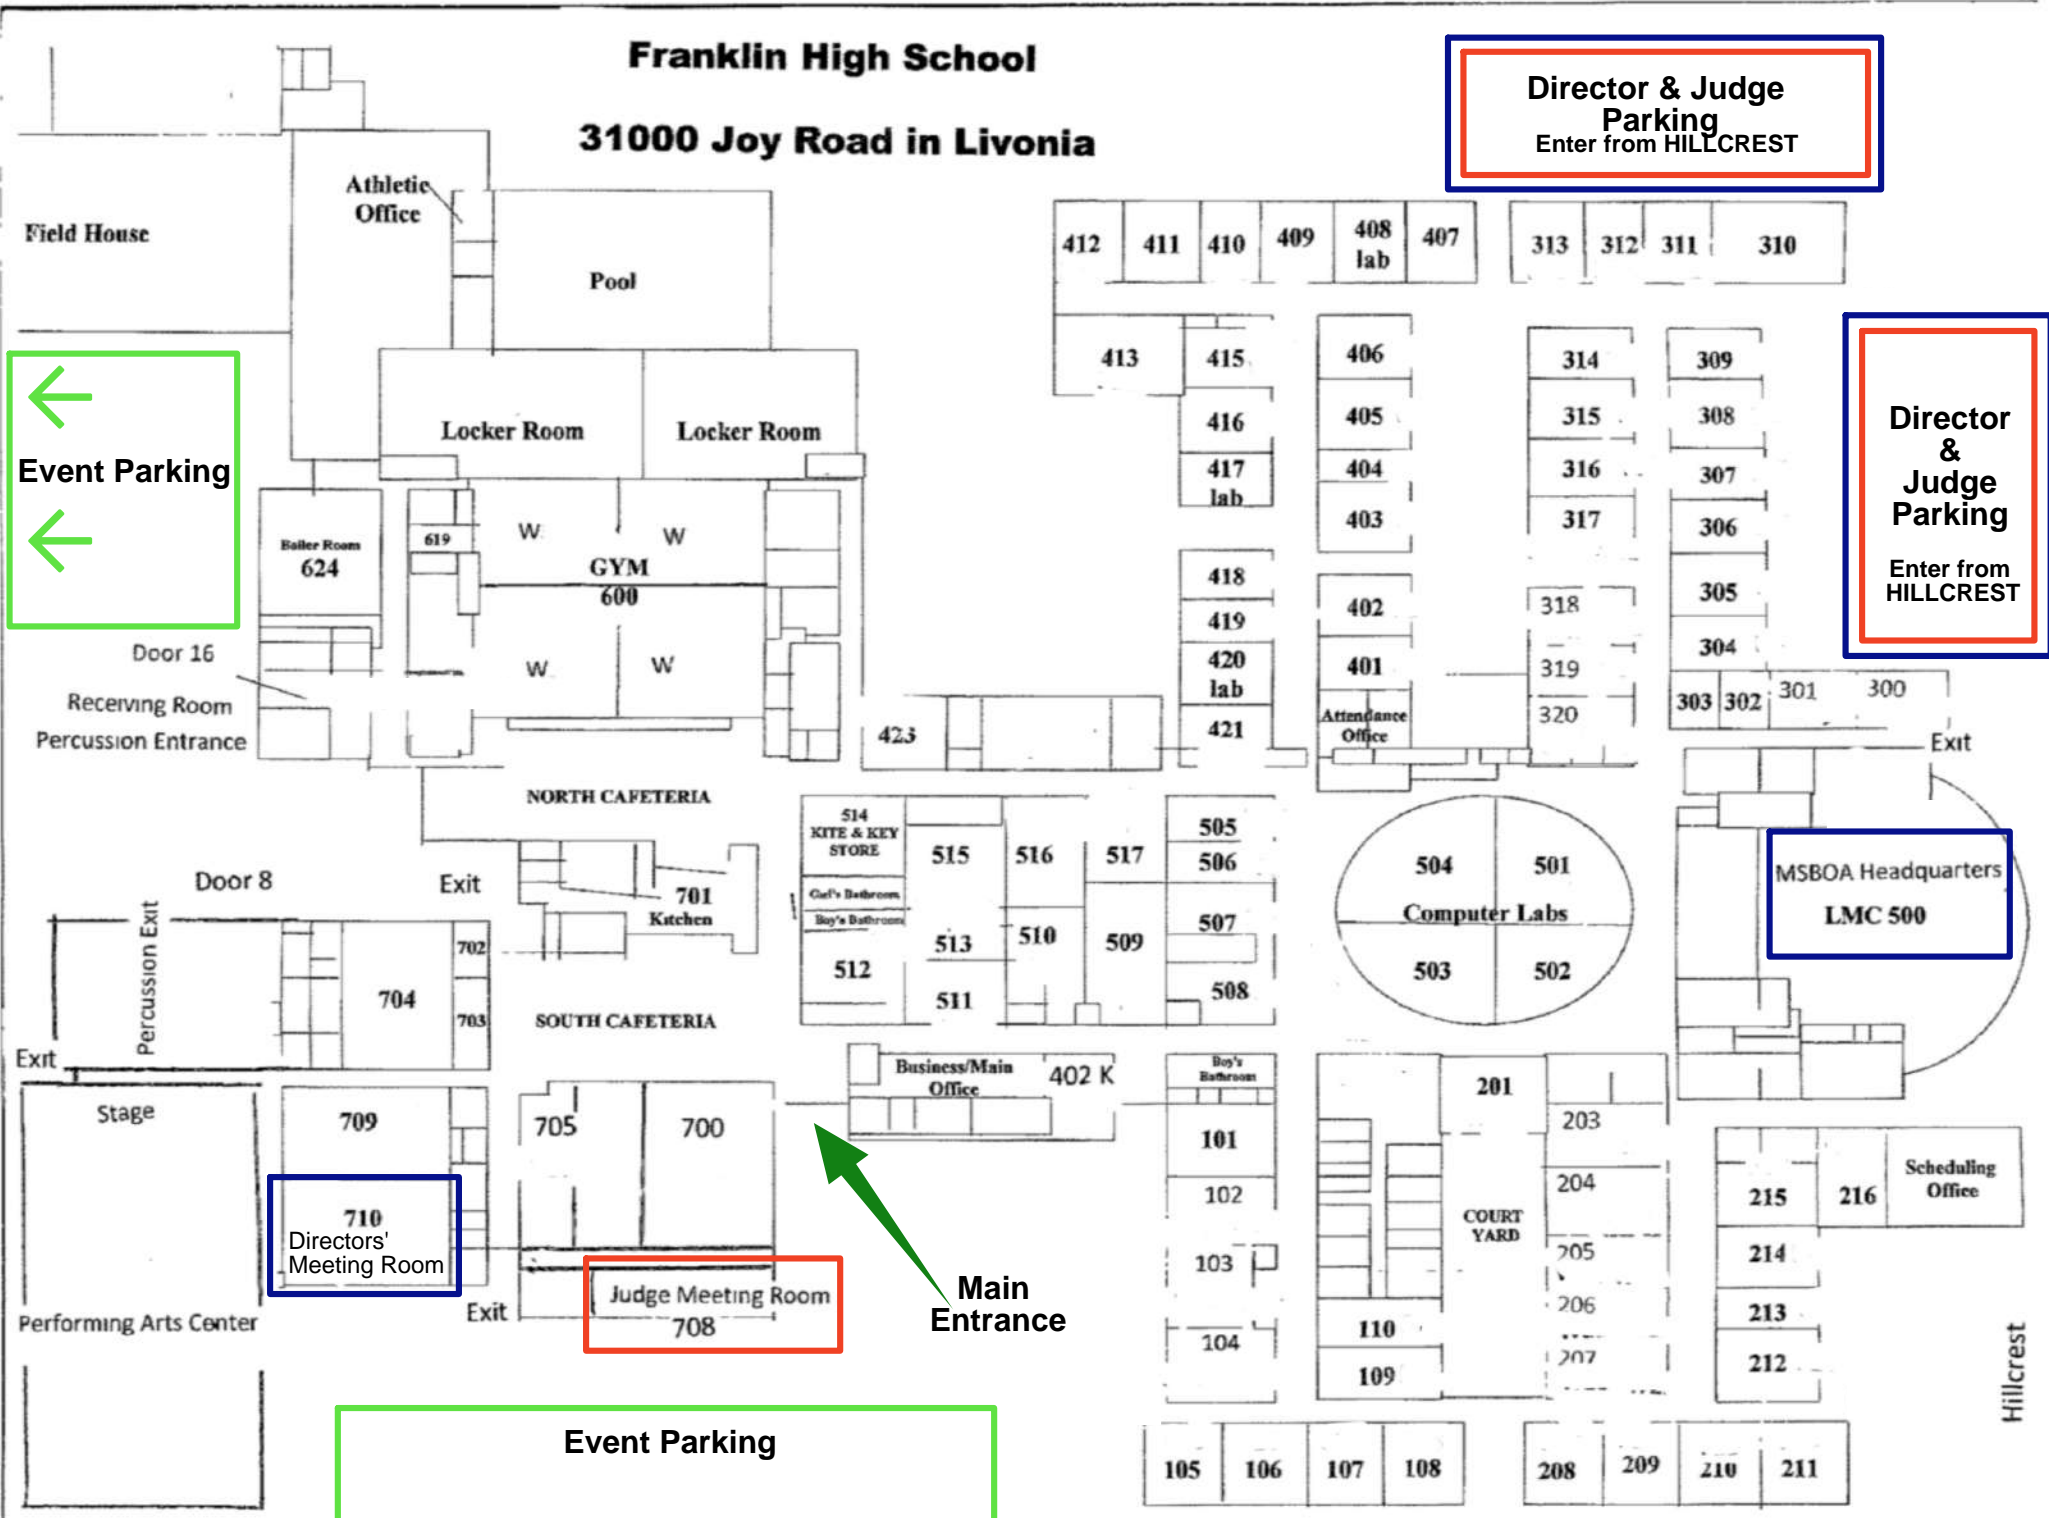 Franklin High School
31000 Joy Road in Livonia
Director & Judge
Parking
Enter from HILLCREST
Athletic
Office
Field House
Pool
412
411
410
409
408
lab
407
313
312
311
310
413
415
406
314
309
416
405
315
308
417
lab
404
316
307
403
317
306
Director
&
Judge
Parking
Enter from
HILLCREST
Locker Room
Locker Room
Event Parking
Boiler Room
624
619
W
W
GYM
600
W
W
418
402
318
305
419
304
420
lab
401
319
421
Attendance
Office
320
303
302
301
300
Exit
Door 16
Receiving Room
Percussion Entrance
423
NORTH CAFETERIA
514
KITE & KEY
STORE
515
516
517
505
506
504
501
Computer Labs
503
502
MSBOA Headquarters
LMC 500
Door 8
Exit
701
Kitchen
Girl's Bathroom
Boy's Bathroom
513
510
509
507
512
511
508
Percussion Exit
702
704
703
SOUTH CAFETERIA
Exit
Business/Main
Office
402 K
Boy's
Bathroom
201
203
Stage
709
705
700
101
102
204
215
216
Scheduling
Office
COURT
YARD
710
Directors'
Meeting Room
103
205
214
Judge Meeting Room
708
Exit
Main
Entrance
Performing Arts Center
104
110
109
206
207
213
212
Hillcrest
Event Parking
105
106
107
108
208
209
210
211